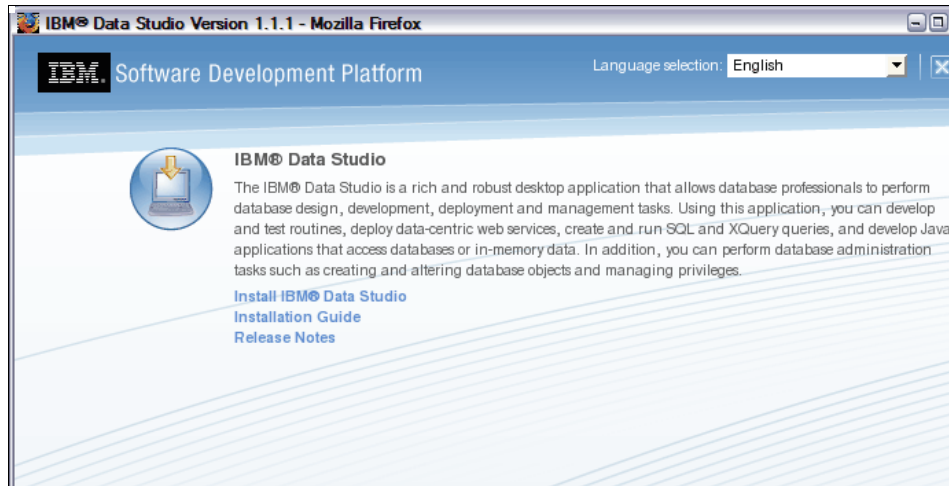 IBM® Data Studio Version 1.1.1 - Mozilla Firefox
IBM. Software Development Platform
Language selection: English
IBM® Data Studio
The IBM® Data Studio is a rich and robust desktop application that allows database professionals to perform
database design, development, deployment and management tasks. Using this application, you can develop
and test routines, deploy data-centric web services, create and run SQL and XQuery queries, and develop Java
applications that access databases or in-memory data. In addition, you can perform database administration
tasks such as creating and altering database objects and managing privileges.
Install IBM® Data Studio
Installation Guide
Release Notes